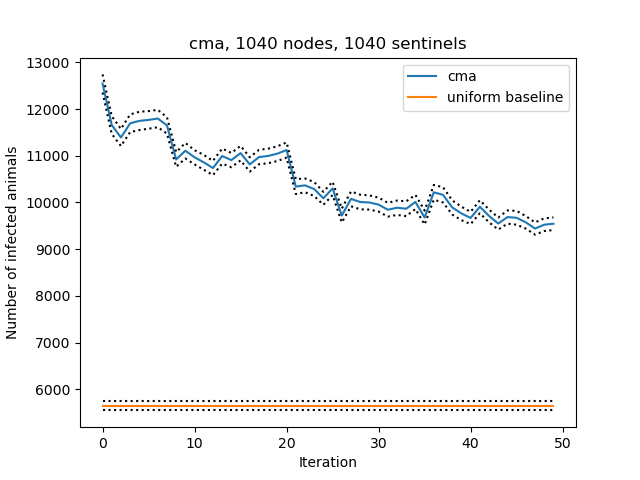 cma, 1040 nodes, 1040 sentinels
13000
12000
11000
10000
9000
8000
7000
6000
Number of infected animals
cma
uniform baseline
0
10
20
30
40
50
Iteration